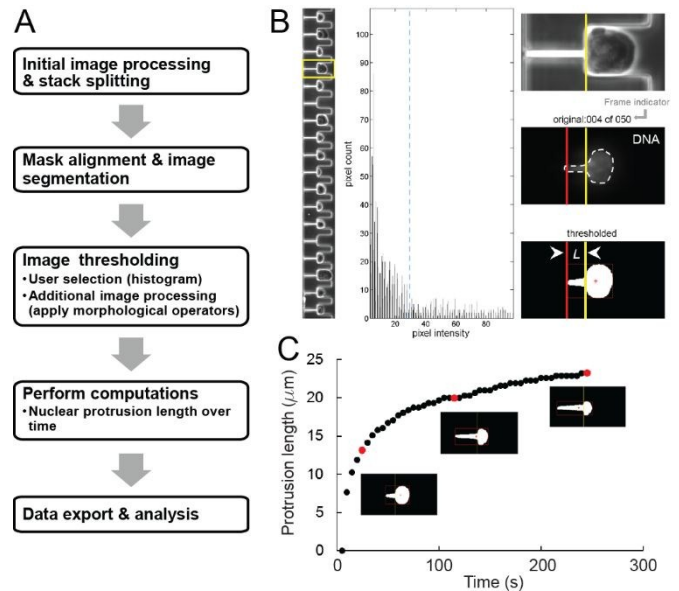 A
Initial image processing
& stack splitting
Mask alignment & image
segmentation
Image thresholding
•User selection (histogram)
•Additional image processing
(apply morphological operators)
Perform computations
•Nuclear protrusion length over
time
Data export & analysis
B
pixel count
100
90
80
70
60
50
40
30
20
10
0
20
40
60
80
pixel intensity
Frame indicator
original:004 of 050
DNA
thresholded
L
C
Protrusion length (μm)
25
20
15
10
5
0
0
100
200
300
Time (s)